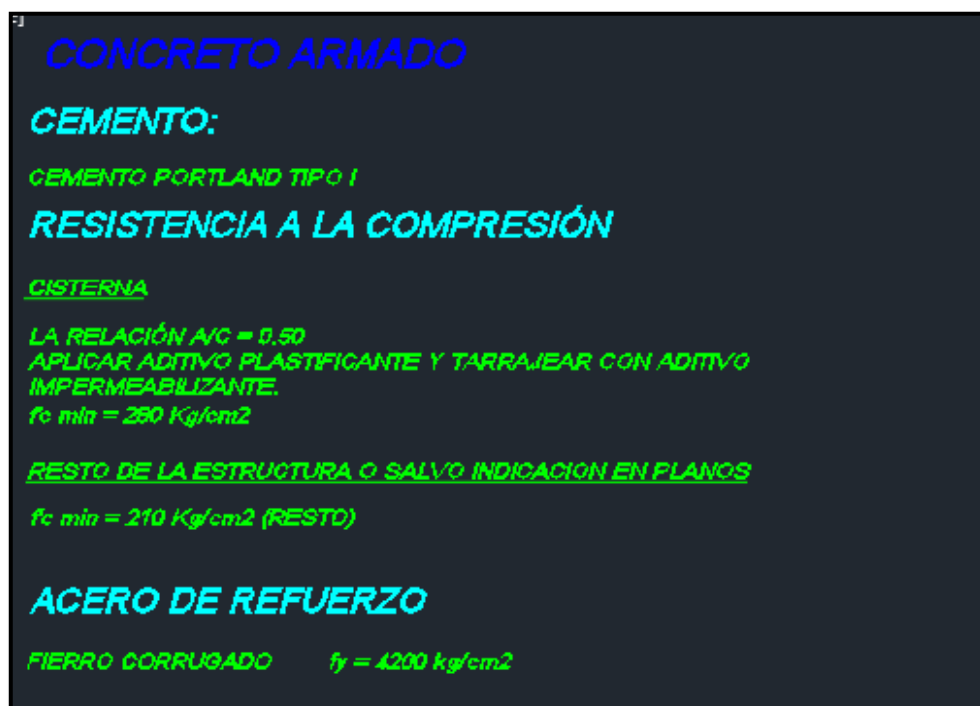 CONCRETO ARMADO
CEMENTO:
CEMENTO PORTLAND TIPO I
RESISTENCIA A LA COMPRESIÓN
CISTERNA
LA RELACIÓN A/C = 0.50
APLICAR ADITIVO PLASTIFICANTE Y TARRAJEAR CON ADITIVO
IMPERMEABILIZANTE.
fc min = 280 Kg/cm2
RESTO DE LA ESTRUCTURA O SALVO INDICACION EN PLANOS
fc min = 210 Kg/cm2 (RESTO)
ACERO DE REFUERZO
FIERRO CORRUGADO fy = 4200 kg/cm2